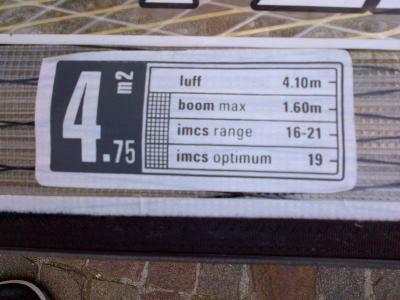 4.75 m2
luff 4.10m
boom max 1.60m
imcs range 16-21
imcs optimum 19